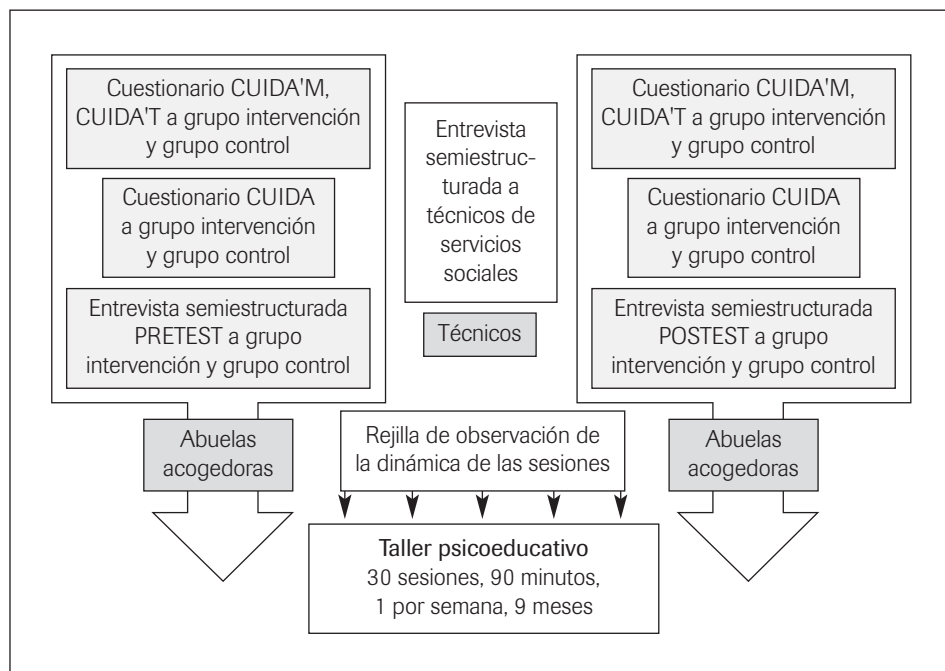 Cuestionario CUIDA'M,
CUIDA'T a grupo intervención
y grupo control
Cuestionario CUIDA
a grupo intervención
y grupo control
Entrevista semiestructurada
PRETEST a grupo
intervención y grupo control
Abuelas
acogedoras
Entrevista
semiestruc-
turada a
técnicos de
servicios
sociales
Técnicos
Rejilla de observación de
la dinámica de las sesiones
Taller psicoeducativo
30 sesiones, 90 minutos,
1 por semana, 9 meses
Cuestionario CUIDA'M,
CUIDA'T a grupo intervención
y grupo control
Cuestionario CUIDA
a grupo intervención
y grupo control
Entrevista semiestructurada
POSTEST a grupo
intervención y grupo control
Abuelas
acogedoras